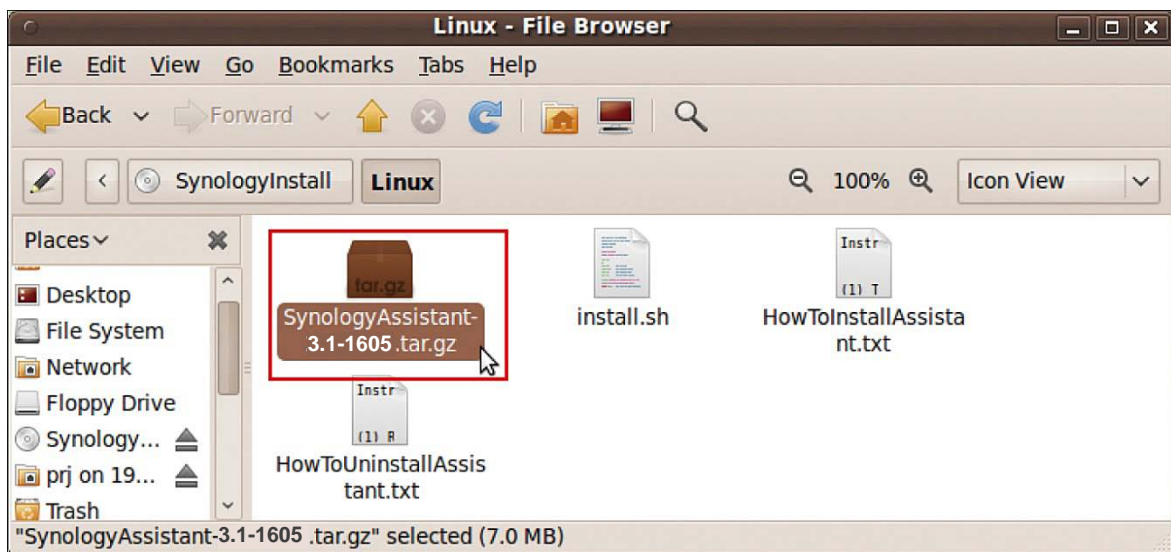 Linux - File Browser
File Edit View Go Bookmarks Tabs Help
Back Forward
SynologyInstall Linux 100% Icon View
Places
Desktop
File System
Network
Floppy Drive
Synology...
prj on 19...
Trash
tar.gz
SynologyAssistant-
3.1-1605 .tar.gz
install.sh
Instr
(1) T
HowToInstallAssista
nt.txt
Instr
(1) R
HowToUninstallAssis
tant.txt
"SynologyAssistant-3.1-1605 .tar.gz" selected (7.0 MB)